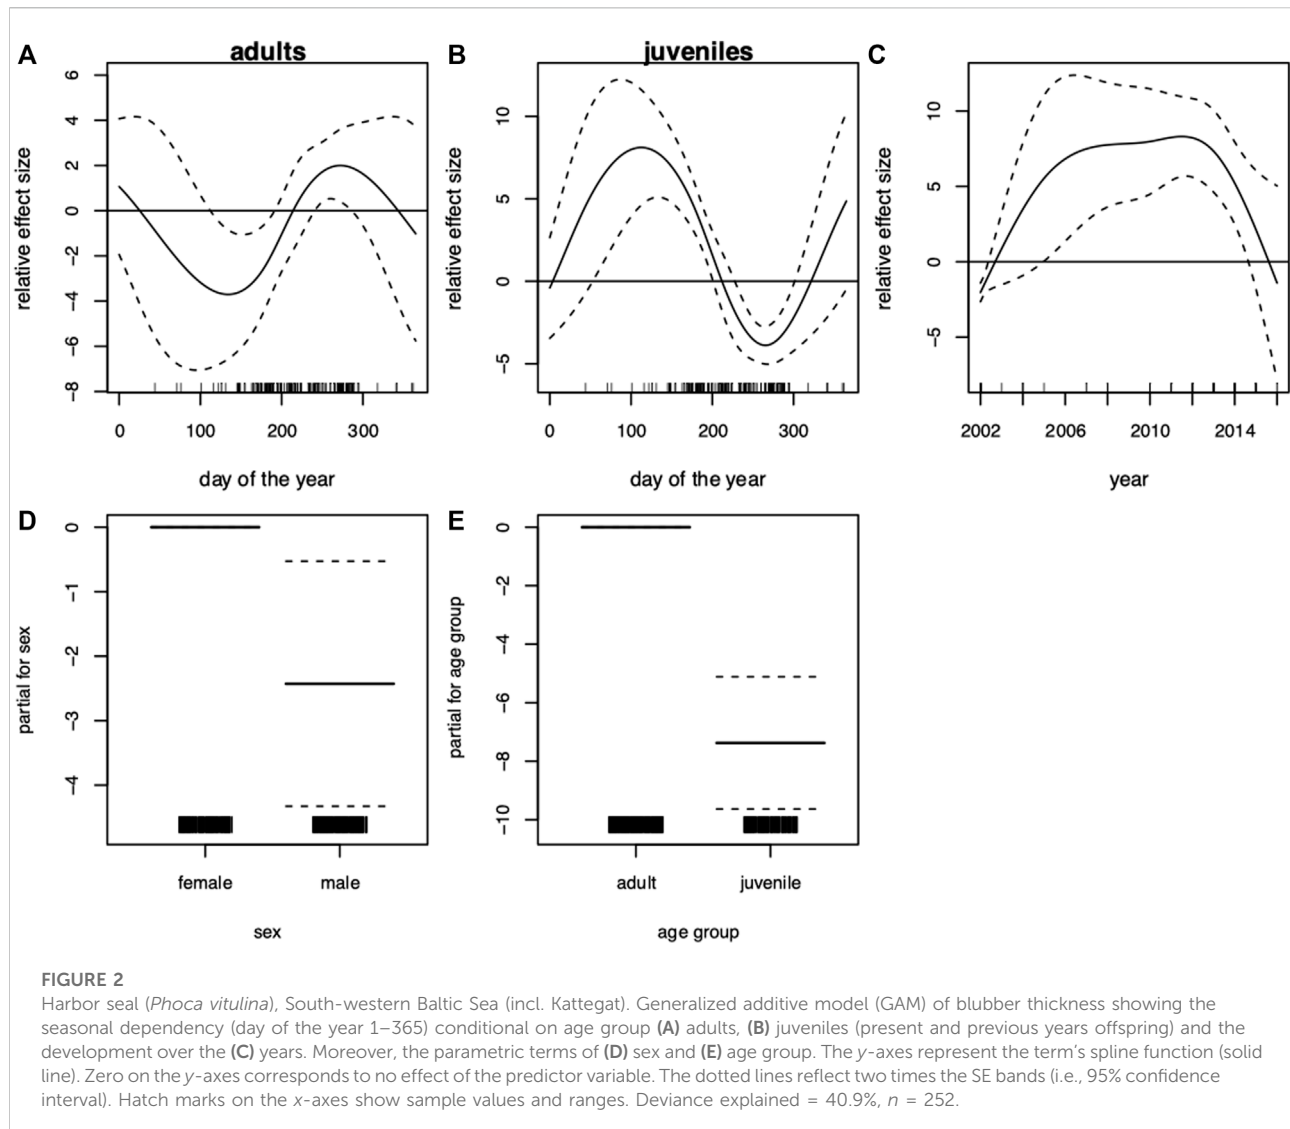 A
adults
6
4
2
0
−2
−4
−6
−8
relative effect size
0 100 200 300
day of the year
B
juveniles
10
5
0
−5
relative effect size
0 100 200 300
day of the year
C
10
5
0
−5
relative effect size
2002 2006 2010 2014
year
D
0
−1
−2
−3
−4
partial for sex
female male
sex
E
0
−2
−4
−6
−8
−10
partial for age group
adult juvenile
age group
FIGURE 2
Harbor seal (Phoca vitulina), South-western Baltic Sea (incl. Kattegat). Generalized additive model (GAM) of blubber thickness showing the
seasonal dependency (day of the year 1–365) conditional on age group (A) adults, (B) juveniles (present and previous years offspring) and the
development over the (C) years. Moreover, the parametric terms of (D) sex and (E) age group. The y-axes represent the term's spline function (solid
line). Zero on the y-axes corresponds to no effect of the predictor variable. The dotted lines reflect two times the SE bands (i.e., 95% confidence
interval). Hatch marks on the x-axes show sample values and ranges. Deviance explained = 40.9%, n = 252.